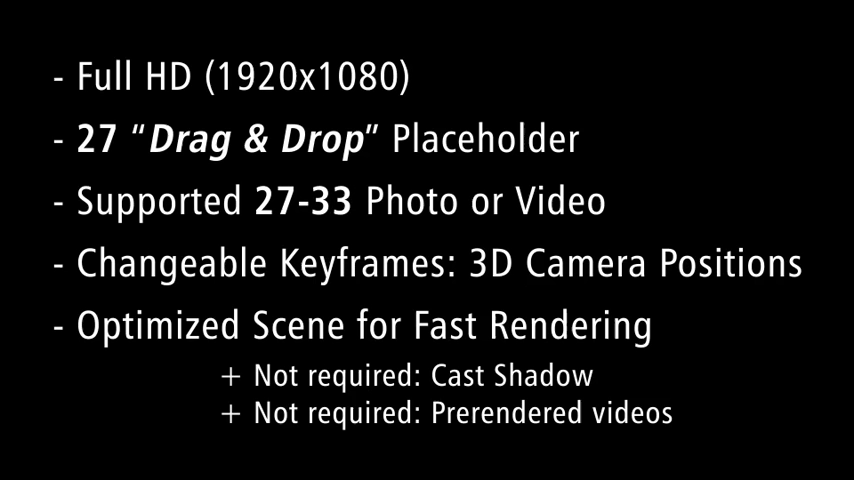 - Full HD (1920x1080)
- 27 “Drag & Drop” Placeholder
- Supported 27-33 Photo or Video
- Changeable Keyframes: 3D Camera Positions
- Optimized Scene for Fast Rendering
+ Not required: Cast Shadow
+ Not required: Prerendered videos